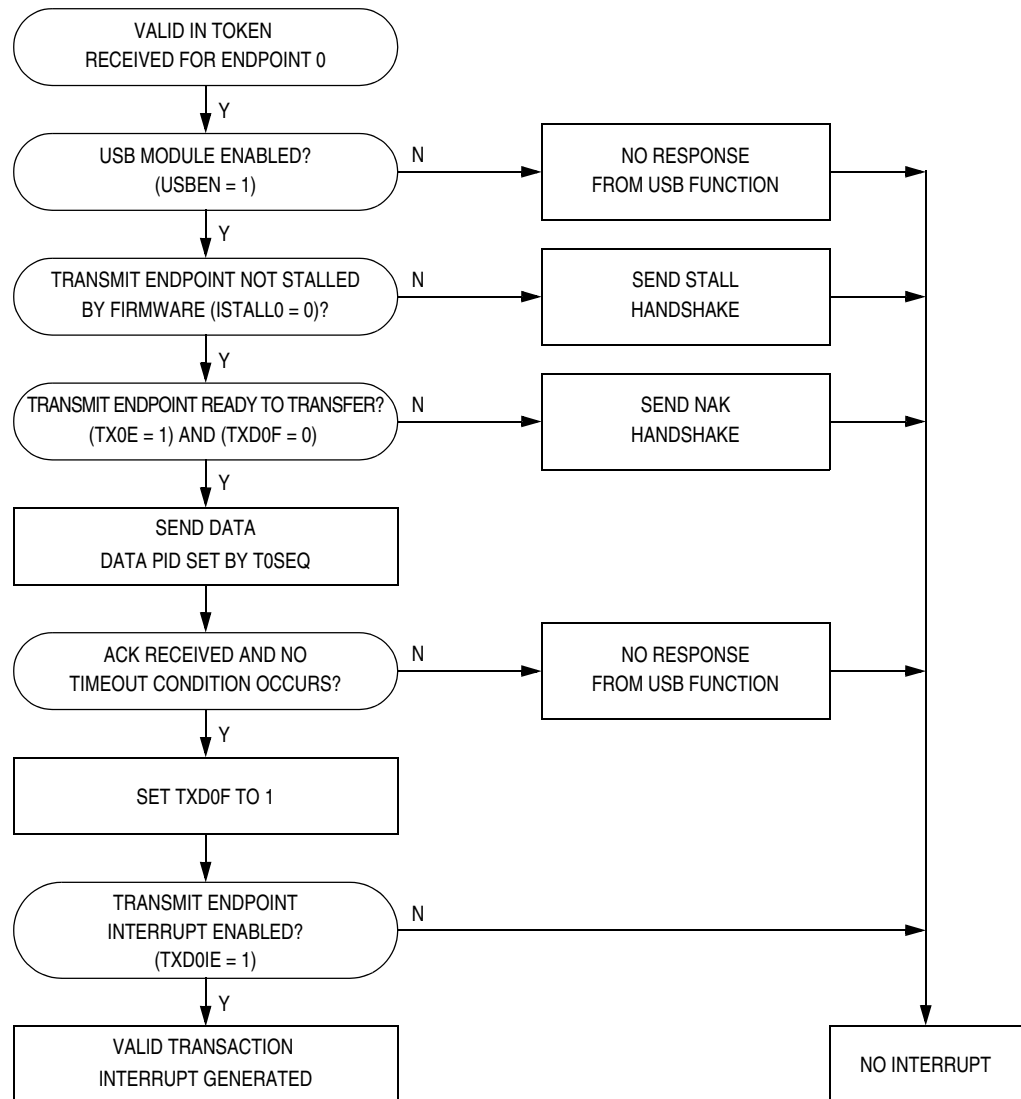 VALID IN TOKEN
RECEIVED FOR ENDPOINT 0
Y
USB MODULE ENABLED?
(USBEN = 1)
N
NO RESPONSE
FROM USB FUNCTION
Y
TRANSMIT ENDPOINT NOT STALLED
BY FIRMWARE (ISTALL0 = 0)?
N
SEND STALL
HANDSHAKE
Y
TRANSMIT ENDPOINT READY TO TRANSFER?
(TX0E = 1) AND (TXD0F = 0)
N
SEND NAK
HANDSHAKE
Y
SEND DATA
DATA PID SET BY T0SEQ
ACK RECEIVED AND NO
TIMEOUT CONDITION OCCURS?
N
NO RESPONSE
FROM USB FUNCTION
Y
SET TXD0F TO 1
TRANSMIT ENDPOINT
INTERRUPT ENABLED?
(TXD0IE = 1)
N
Y
VALID TRANSACTION
INTERRUPT GENERATED
NO INTERRUPT